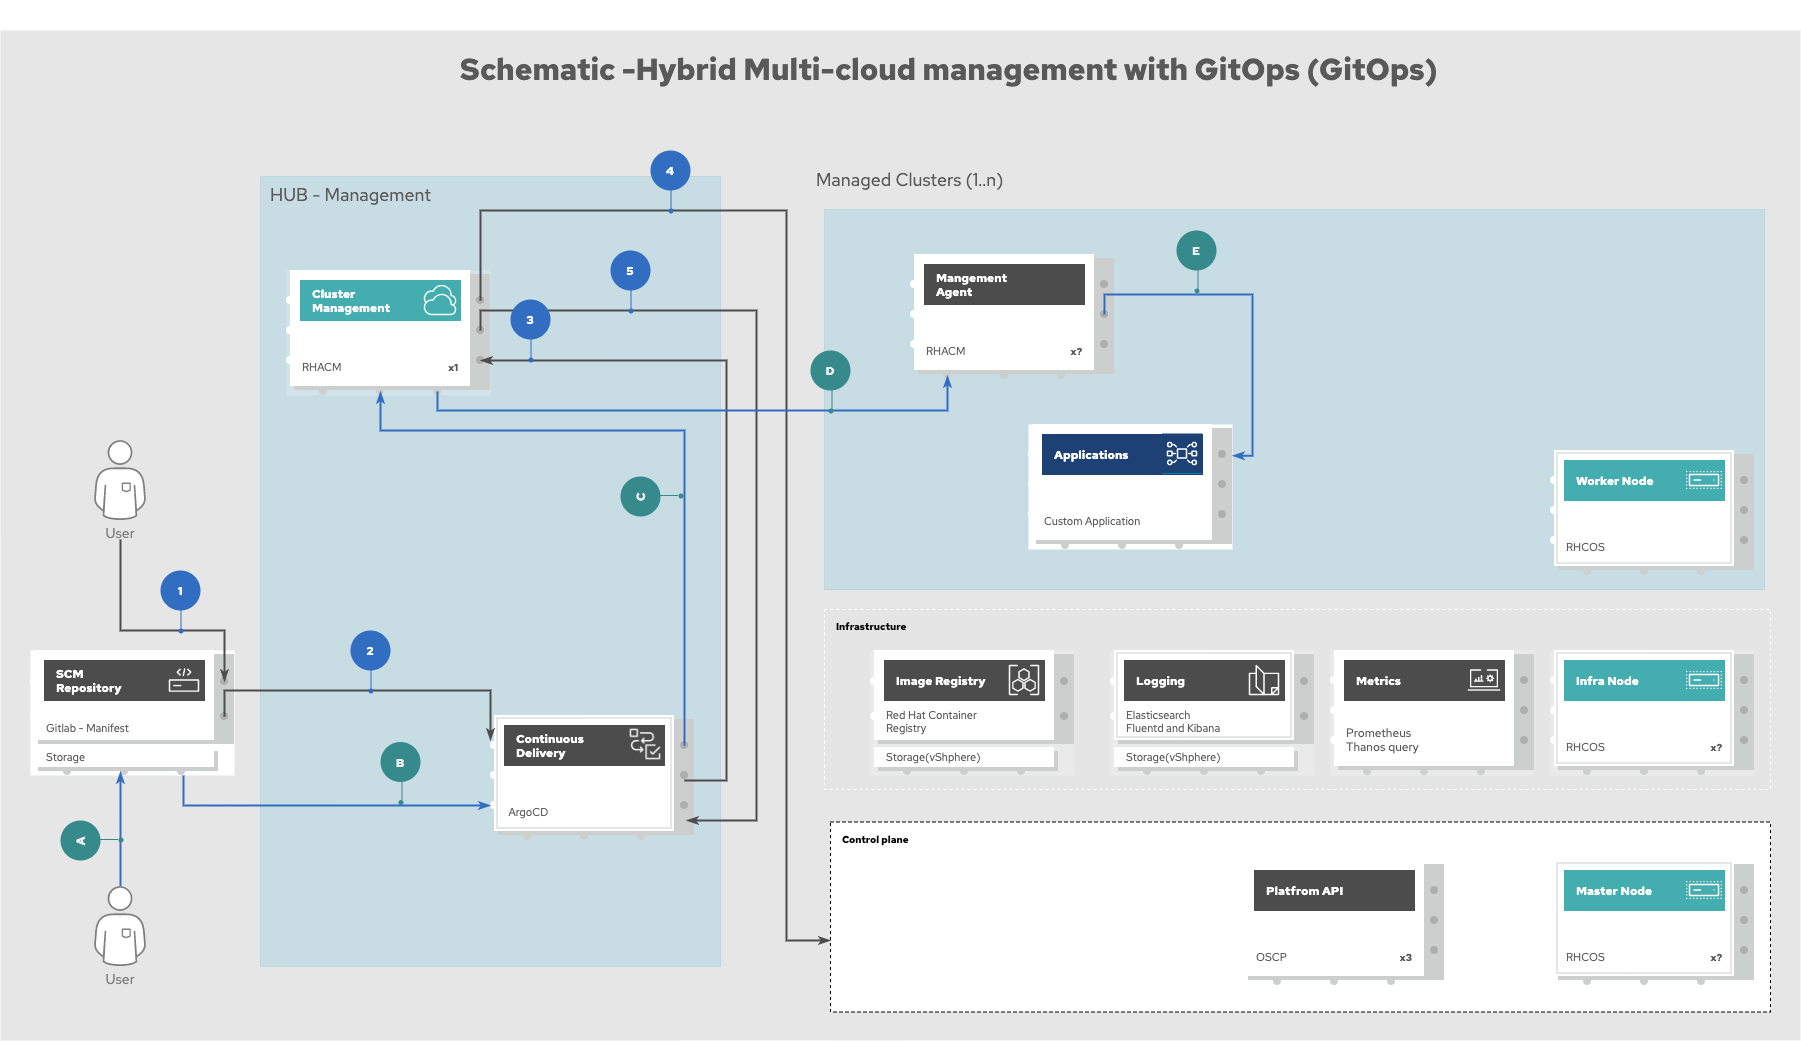 Schematic -Hybrid Multi-cloud management with GitOps (GitOps)
4
HUB - Management
Managed Clusters (1..n)
5
E
Cluster
Management
3
Mangement
Agent
RHACM
x1
RHACM
x?
D
User
C
Applications
Custom Application
Worker Node
RHCOS
1
2
Infrastructure
SCM
Repository
Gitlab - Manifest
Storage
Image Registry
Red Hat Container
Registry
Storage(vShphere)
Logging
Elasticsearch
Fluentd and Kibana
Storage(vShphere)
Metrics
Prometheus
Thanos query
Infra Node
RHCOS
x?
Continuous
Delivery
ArgoCD
B
A
User
Control plane
Platfrom API
OSCP
x3
Master Node
RHCOS
x?